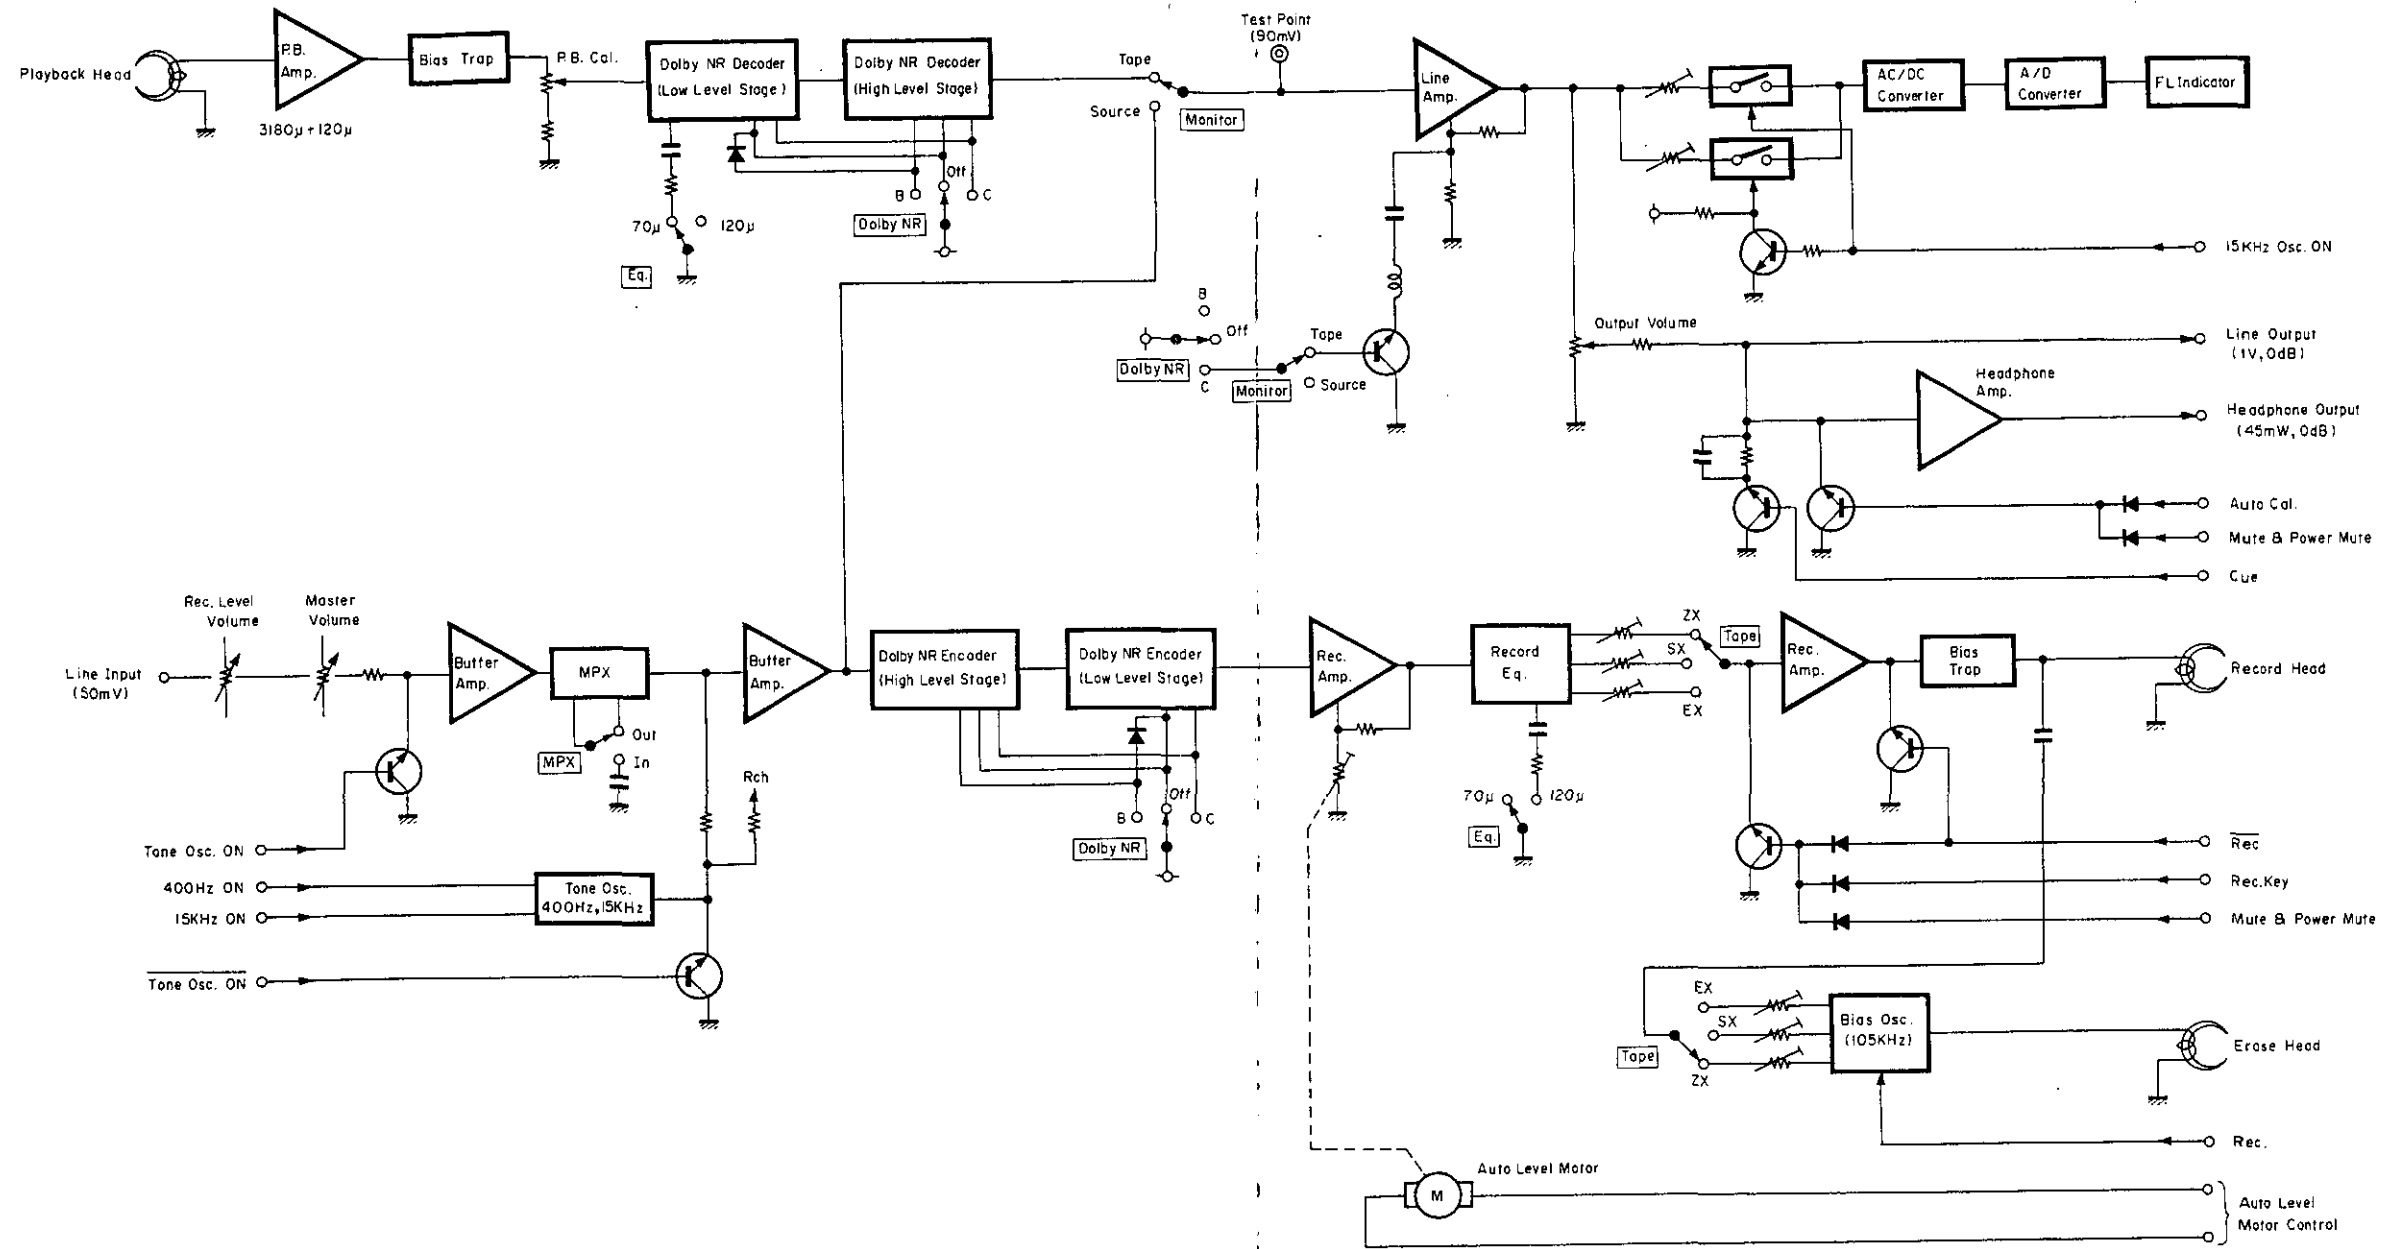 Test Point
(90mV)
Playback Head
P.B.
Amp.
3180μ+120μ
Bias Trap
P.B. Cal.
Dolby NR Decoder
(Low Level Stage)
Dolby NR Decoder
(High Level Stage)
Tape
Source
Monitor
Line
Amp.
AC/DC
Converter
A/D
Converter
FL Indicator
70μ
120μ
Eq.
B
Off
C
Dolby NR
15KHz Osc. ON
B
Off
Dolby NR
C
Tape
Monitor
Source
Output Volume
Line Output
(1V, 0dB)
Headphone
Amp.
Headphone Output
(45mW, 0dB)
Auto Cal.
Mute & Power Mute
Cue
Rec. Level
Volume
Master
Volume
Line Input
(50mV)
Buffer
Amp.
MPX
Out
MPX
In
Buffer
Amp.
Dolby NR Encoder
(High Level Stage)
Dolby NR Encoder
(Low Level Stage)
Rec.
Amp.
Record
Eq.
ZX
Tape
SX
EX
Rec.
Amp.
Bias
Trap
Record Head
Rch
Off
B
C
Dolby NR
70μ
120μ
Eq.
Tone Osc. ON
400Hz ON
15KHz ON
Tone Osc.
400Hz, 15KHz
Tone Osc. ON
Rec
Rec.Key
Mute & Power Mute
EX
SX
Tape
ZX
Bias Osc.
(105KHz)
Erase Head
Rec.
Auto Level Motor
M
Auto Level
Motor Control